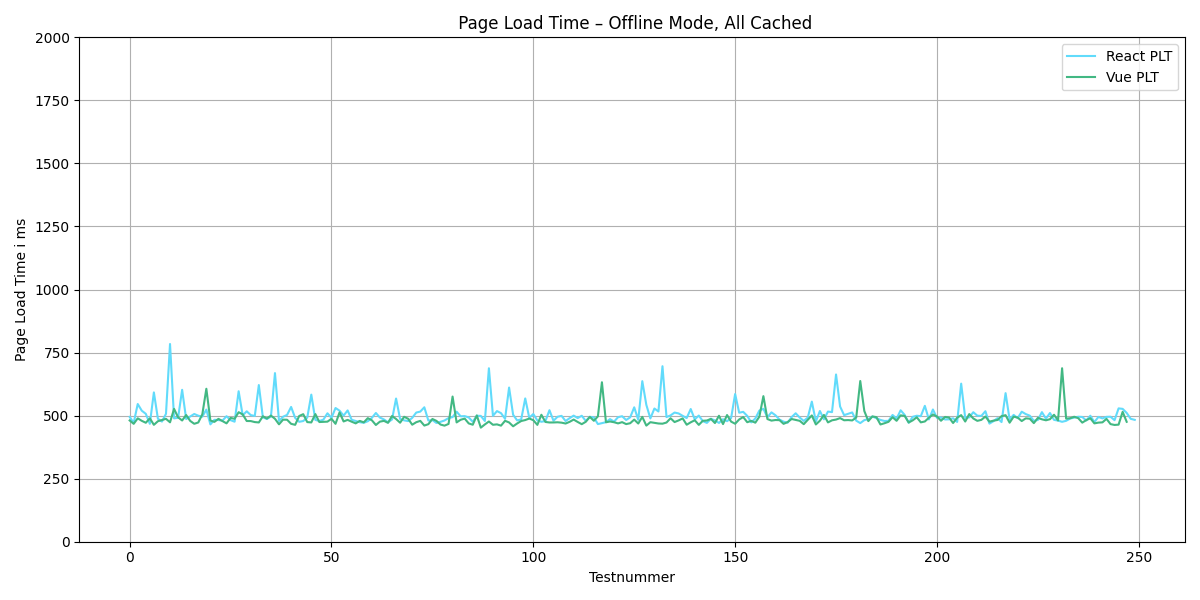 Page Load Time – Offline Mode, All Cached
React PLT
Vue PLT
Page Load Time i ms
2000
1750
1500
1250
1000
750
500
250
0
0 50 100 150 200 250
Testnummer